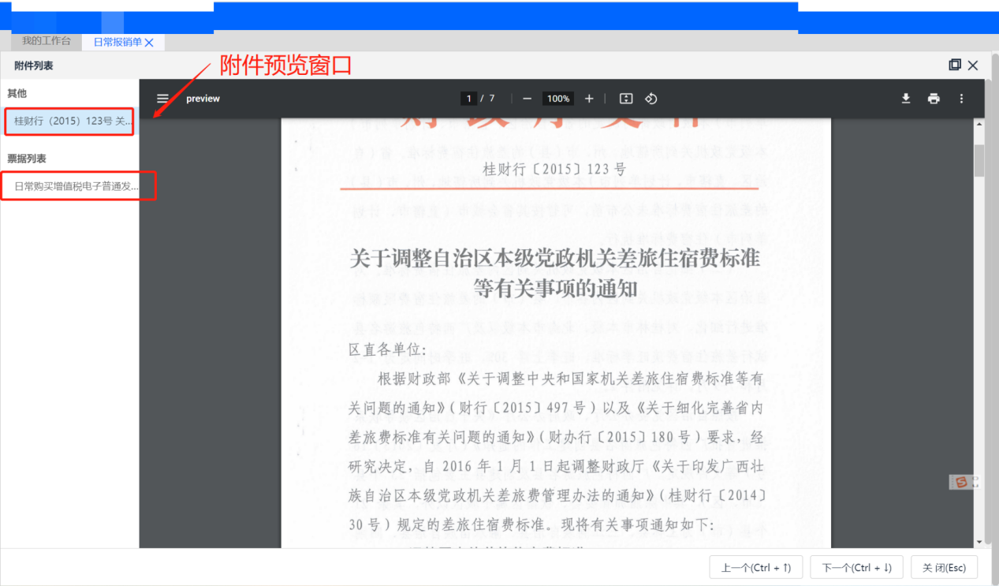 我的工作台
日常报销单
附件列表
附件预览窗口
其他
桂财行（2015）123号 关...
票据列表
日常购买增值税电子普通发...
preview
1 / 7
100%
桂财行〔2015〕123 号
关于调整自治区本级党政机关差旅住宿费标准
等有关事项的通知
区直各单位：
根据财政部《关于调整中央和国家机关差旅住宿费标准等有
关问题的通知》（财行〔2015〕497 号）以及《关于细化完善省内
差旅费标准有关问题的通知》（财办行〔2015〕180 号）要求，经
研究决定，自 2016 年 1 月 1 日起调整财政厅《关于印发广西壮
族自治区本级党政机关差旅费管理办法的通知》（桂财行〔2014〕
30 号）规定的差旅住宿费标准。现将有关事项通知如下：
上一个(Ctrl + ↑)
下一个(Ctrl + ↓)
关 闭(Esc)